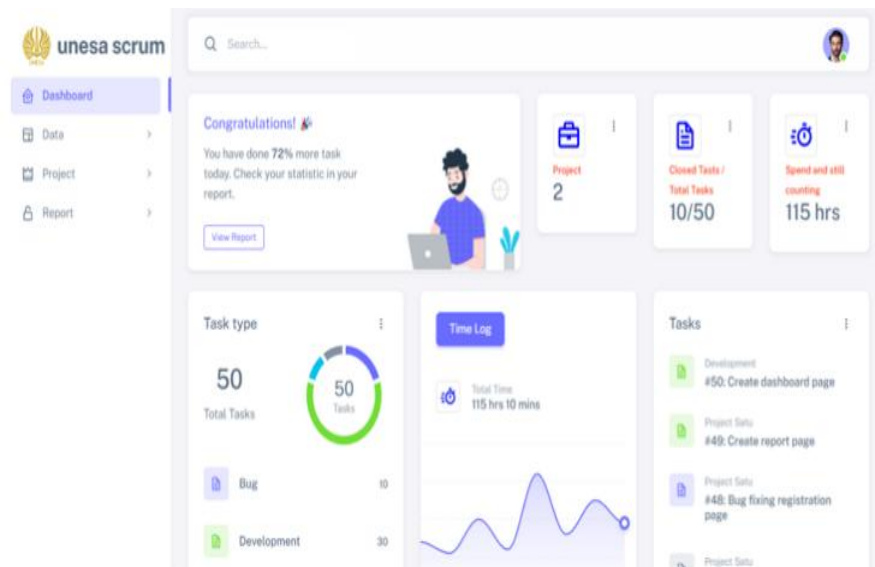 unesa scrum
UNESA
Search...
Dashboard
Data
Project
Report
Congratulations!
You have done 72% more task
today. Check your statistic in your
report.
View Report
Project
2
Closed Tasts /
Total Tasks
10/50
Spend and still
counting
115 hrs
Task type
50
Total Tasks
50
Tasks
Bug 10
Development 30
Time Log
Total Time
115 hrs 10 mins
Tasks
Development
#50: Create dashboard page
Project Satu
#49: Create report page
Project Satu
#48: Bug fixing registration
page
Project Satu